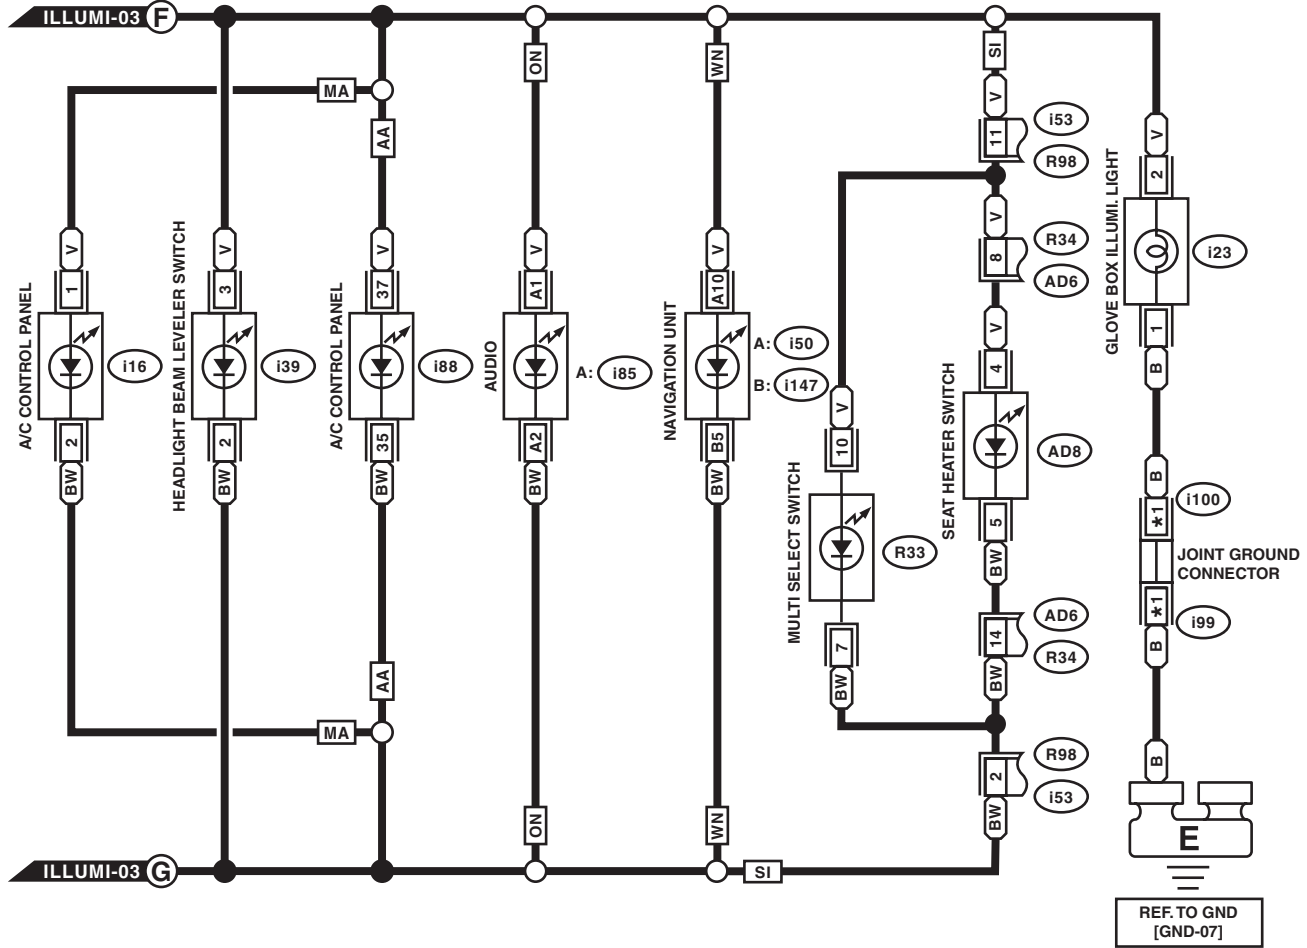 ILLUMI-03 F
ON
WN
SI
MA
AA
V
11
i53
R98
V
2
GLOVE BOX ILLUMI. LIGHT
i23
1
B
V
8
R34
AD6
A/C CONTROL PANEL
V
1
i16
2
BW
HEADLIGHT BEAM LEVELER SWITCH
V
3
i39
2
BW
A/C CONTROL PANEL
V
37
i88
35
BW
AUDIO
V
A1
A: i85
A2
BW
NAVIGATION UNIT
V
A10
A: i50
B: i147
B5
BW
MULTI SELECT SWITCH
V
10
R33
7
BW
SEAT HEATER SWITCH
V
4
AD8
5
BW
B
*1
i100
JOINT GROUND
CONNECTOR
*1
i99
B
14
AD6
R34
BW
AA
MA
R98
2
i53
BW
B
E
ON
WN
ILLUMI-03 G
SI
REF. TO GND
[GND-07]